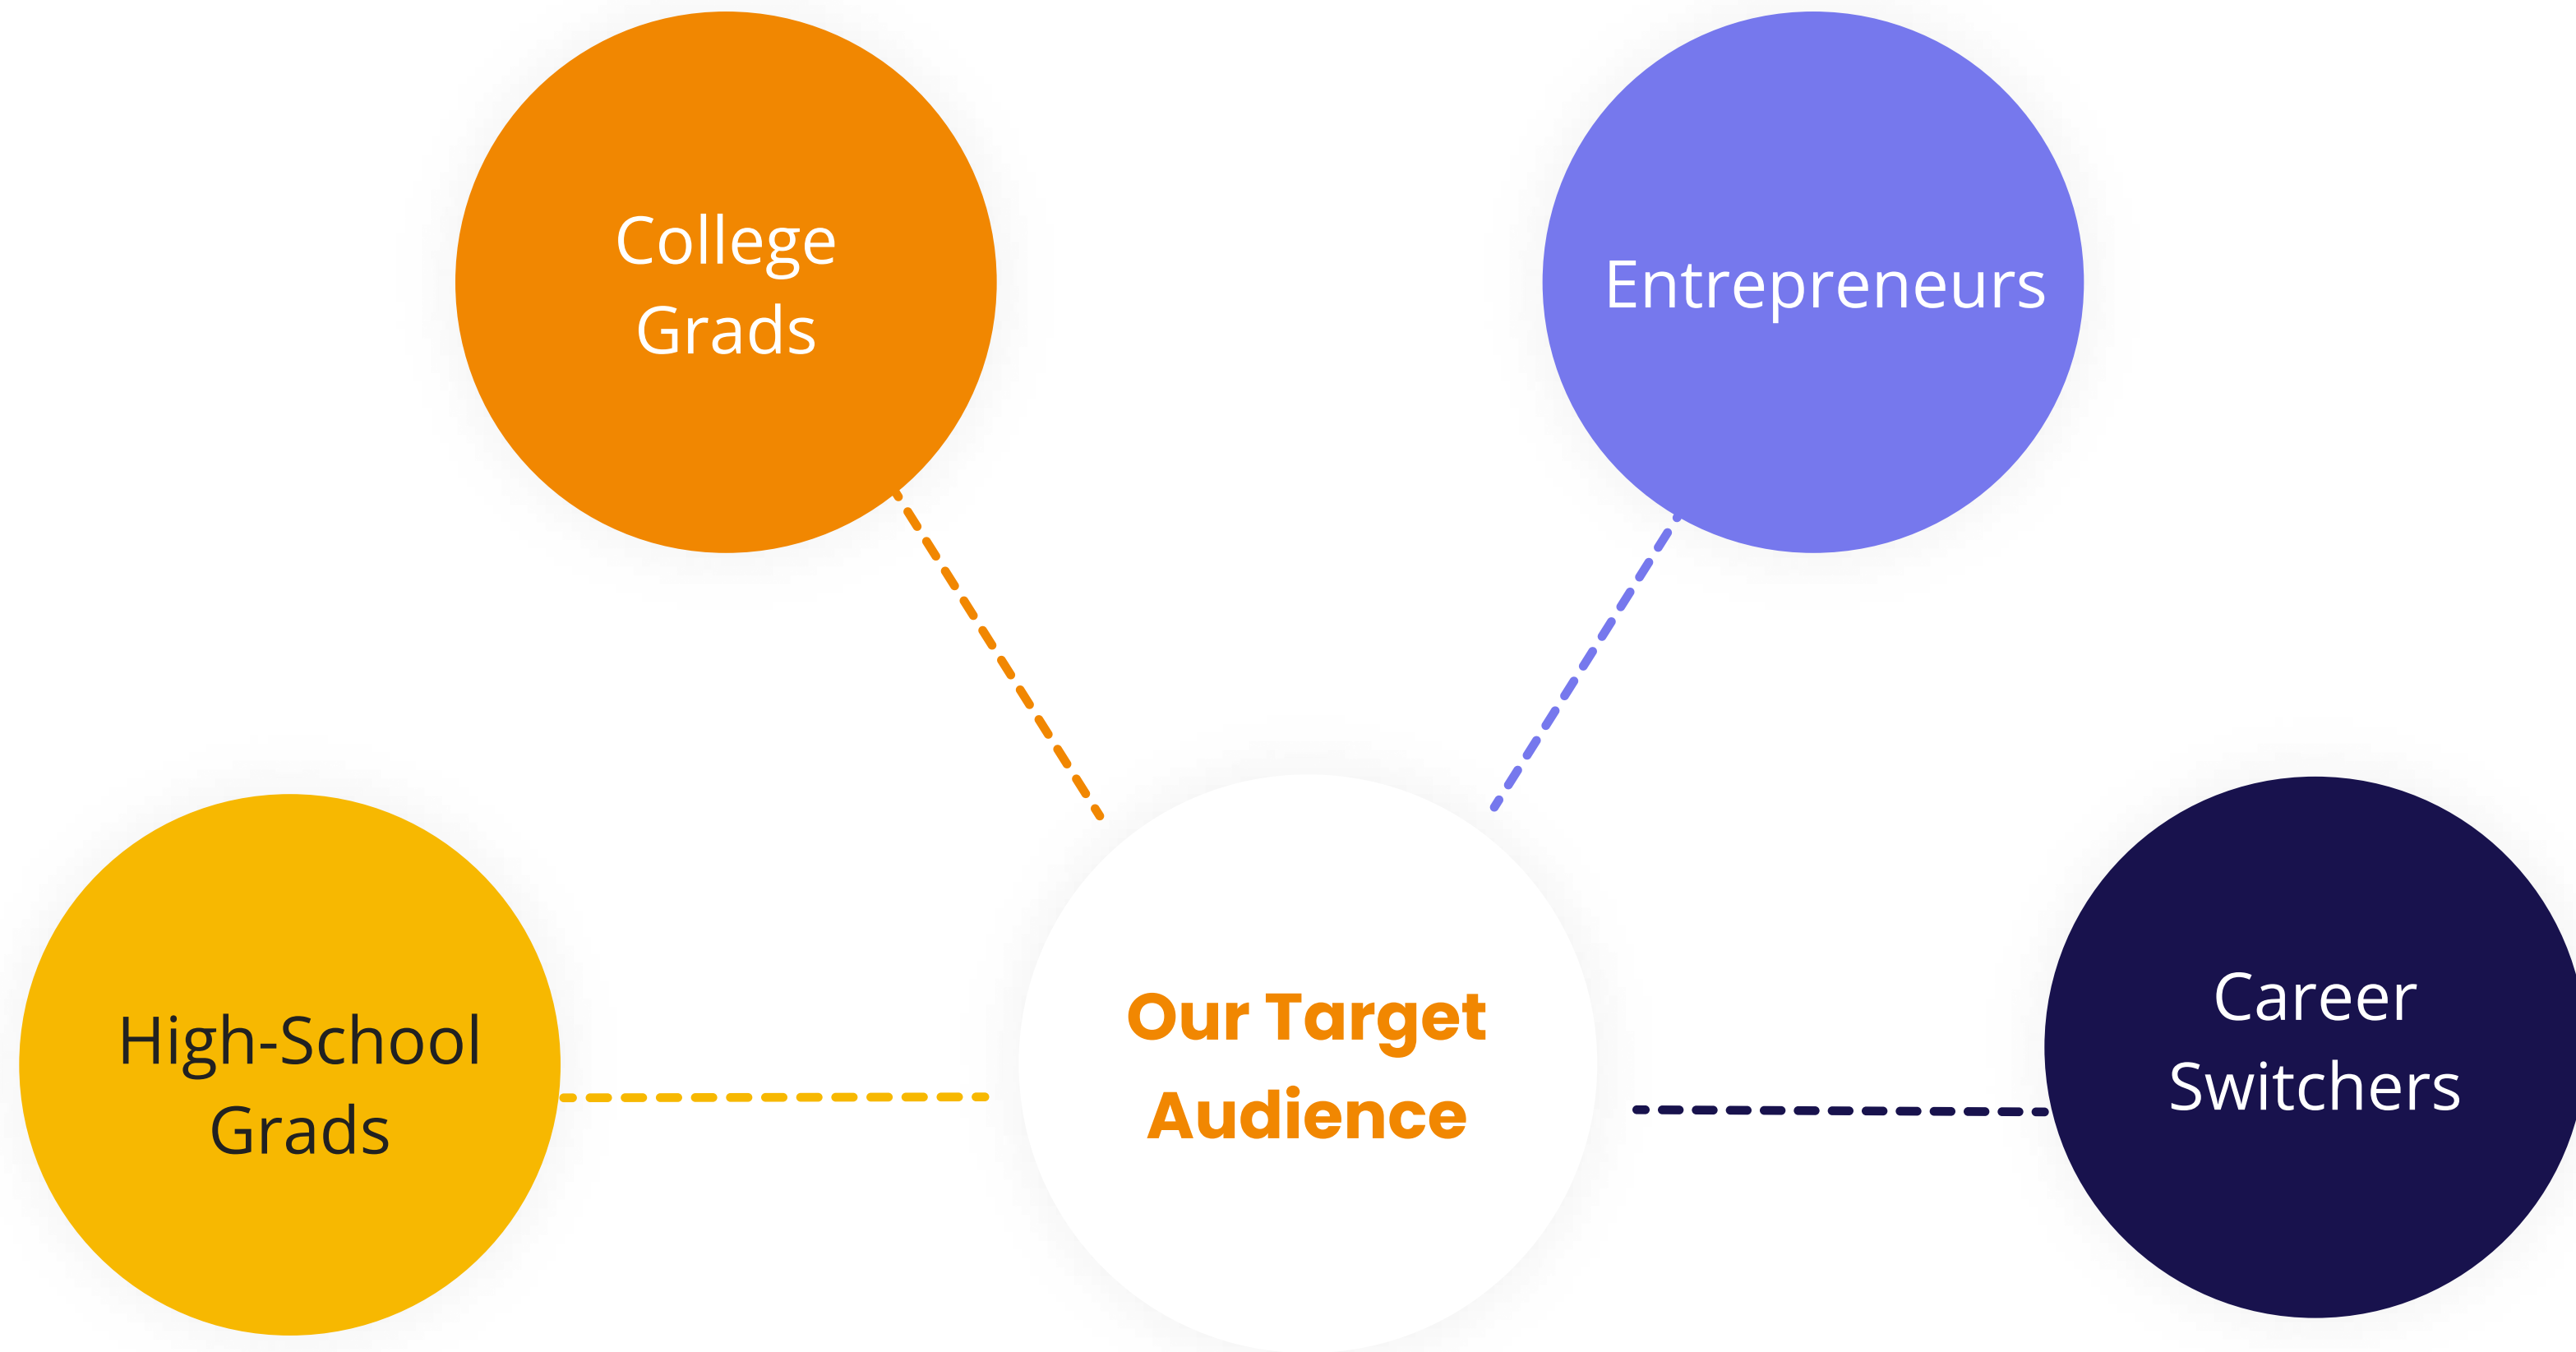 College
Grads
Entrepreneurs
High-School
Grads
Our Target
Audience
Career
Switchers